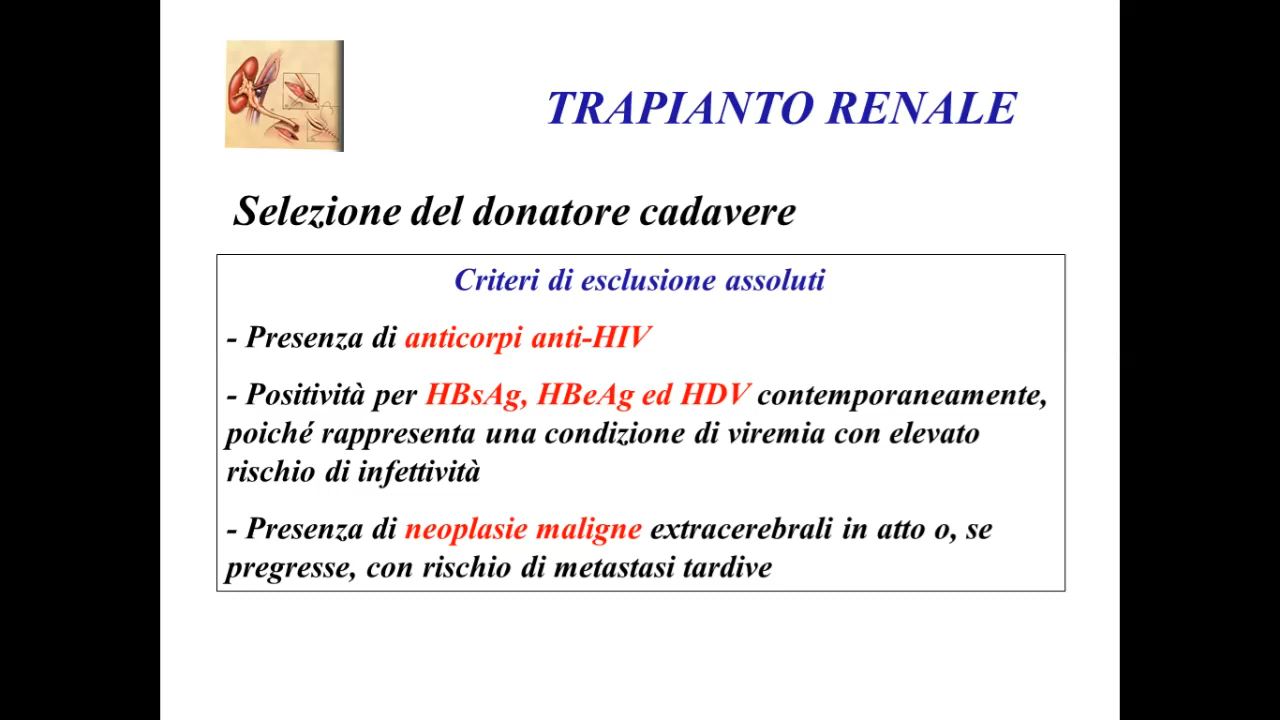 TRAPIANTO RENALE
Selezione del donatore cadavere
Criteri di esclusione assoluti
- Presenza di anticorpi anti-HIV
- Positività per HBsAg, HBeAg ed HDV contemporaneamente,
poiché rappresenta una condizione di viremia con elevato
rischio di infettività
- Presenza di neoplasie maligne extracerebrali in atto o, se
pregresse, con rischio di metastasi tardive